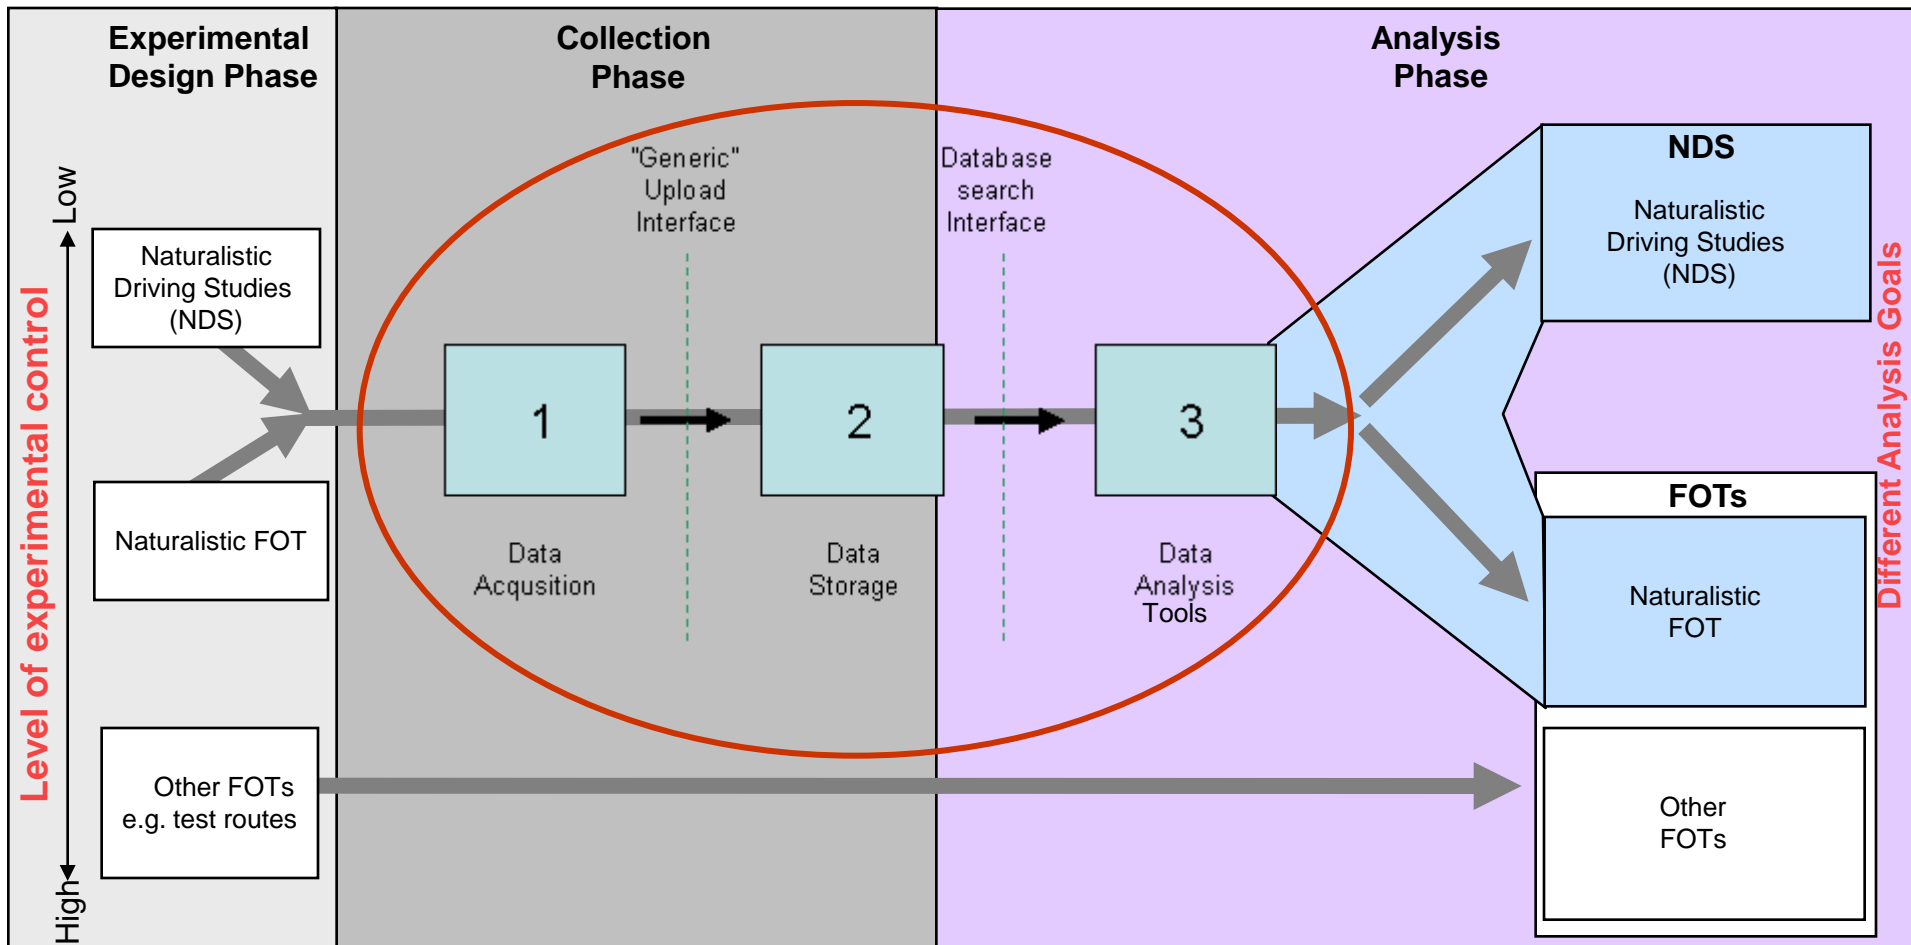 Experimental
Design Phase
Collection
Phase
Analysis
Phase
Level of experimental control
Low
High
Naturalistic
Driving Studies
(NDS)
Naturalistic FOT
Other FOTs
e.g. test routes
"Generic"
Upload
Interface
Database
search
Interface
1
2
3
Data
Acqusition
Data
Storage
Data
Analysis
Tools
NDS
Naturalistic
Driving Studies
(NDS)
FOTs
Naturalistic
FOT
Other
FOTs
Different Analysis Goals